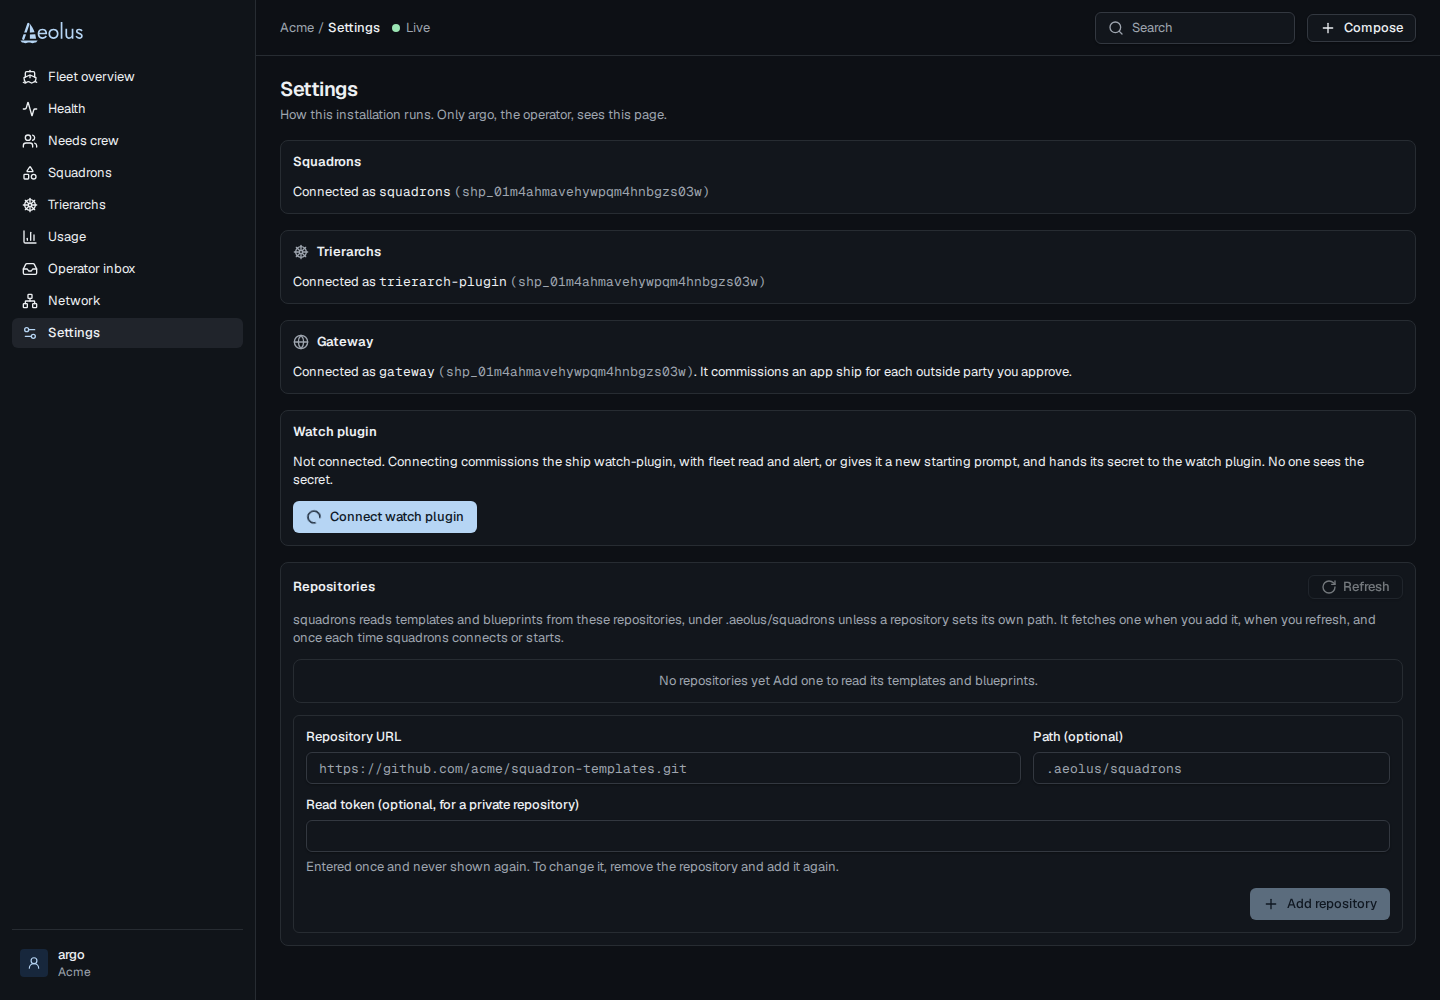 Aeolus
Fleet overview
Health
Needs crew
Squadrons
Trierarchs
Usage
Operator inbox
Network
Settings
argo
Acme
Acme / Settings Live
Search
Compose
Settings
How this installation runs. Only argo, the operator, sees this page.
Squadrons
Connected as squadrons (shp_01m4ahmavehywpqm4hnbgzs03w)
Trierarchs
Connected as trierarch-plugin (shp_01m4ahmavehywpqm4hnbgzs03w)
Gateway
Connected as gateway (shp_01m4ahmavehywpqm4hnbgzs03w). It commissions an app ship for each outside party you approve.
Watch plugin
Not connected. Connecting commissions the ship watch-plugin, with fleet read and alert, or gives it a new starting prompt, and hands its secret to the watch plugin. No one sees the
secret.
Connect watch plugin
Repositories
Refresh
squadrons reads templates and blueprints from these repositories, under .aeolus/squadrons unless a repository sets its own path. It fetches one when you add it, when you refresh, and
once each time squadrons connects or starts.
No repositories yet Add one to read its templates and blueprints.
Repository URL
Path (optional)
https://github.com/acme/squadron-templates.git
.aeolus/squadrons
Read token (optional, for a private repository)
Entered once and never shown again. To change it, remove the repository and add it again.
Add repository